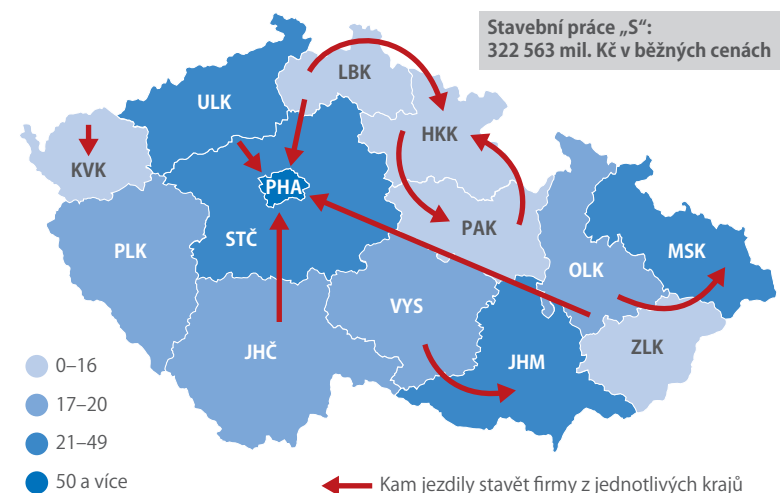 Stavební práce „S“:
322 563 mil. Kč v běžných cenách
LBK
ULK
HKK
KVK
PHA
PAK
STČ
PLK
MSK
OLK
VYS
ZLK
JHČ
JHM
0–16
17–20
21–49
50 a více
Kam jezdily stavět firmy z jednotlivých krajů